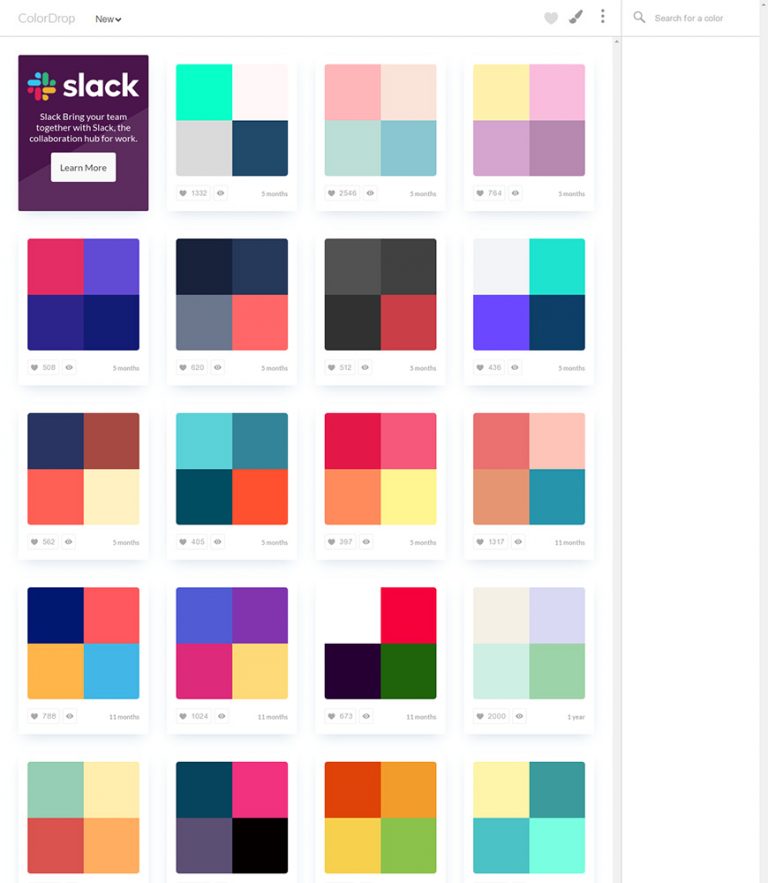 ColorDrop
New
Search for a color
slack
Slack Bring your team
together with Slack, the
collaboration hub for work.
Learn More
1332 5 months
2546 5 months
784 5 months
508 5 months
620 5 months
512 5 months
436 5 months
562 5 months
405 5 months
397 5 months
1317 11 months
788 11 months
1024 11 months
673 11 months
2000 1 year